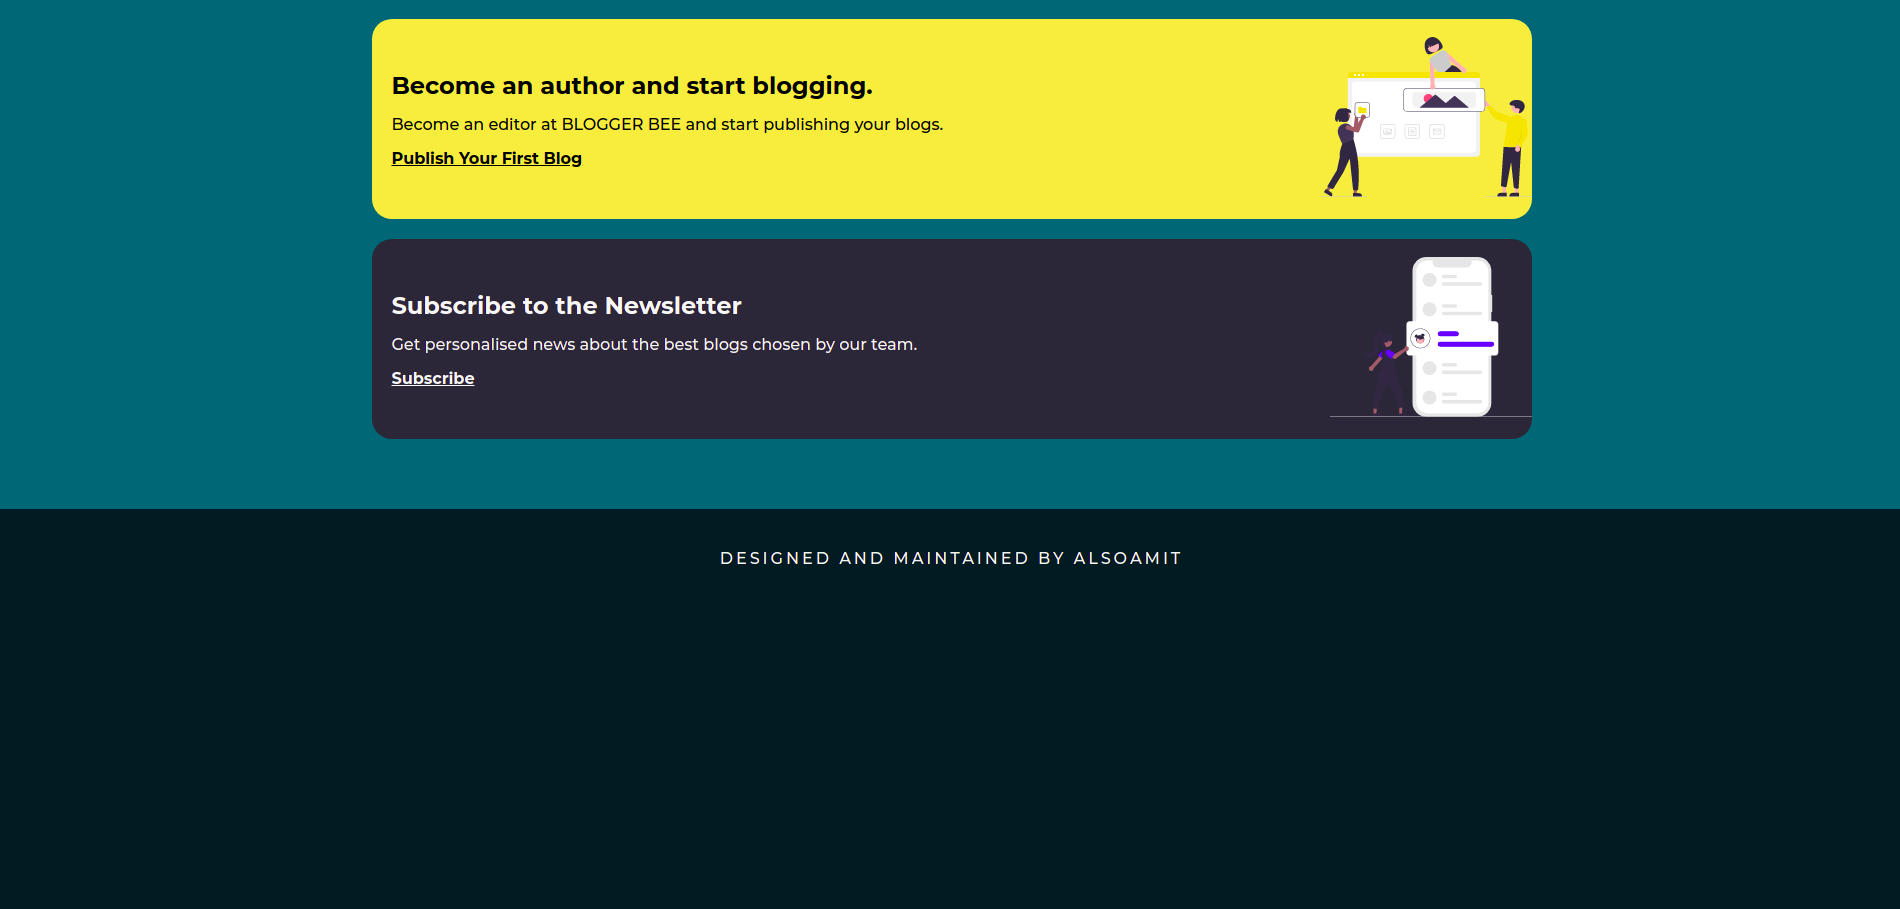 Become an author and start blogging.
Become an editor at BLOGGER BEE and start publishing your blogs.
Publish Your First Blog
Subscribe to the Newsletter
Get personalised news about the best blogs chosen by our team.
Subscribe
DESIGNED AND MAINTAINED BY ALSOAMIT